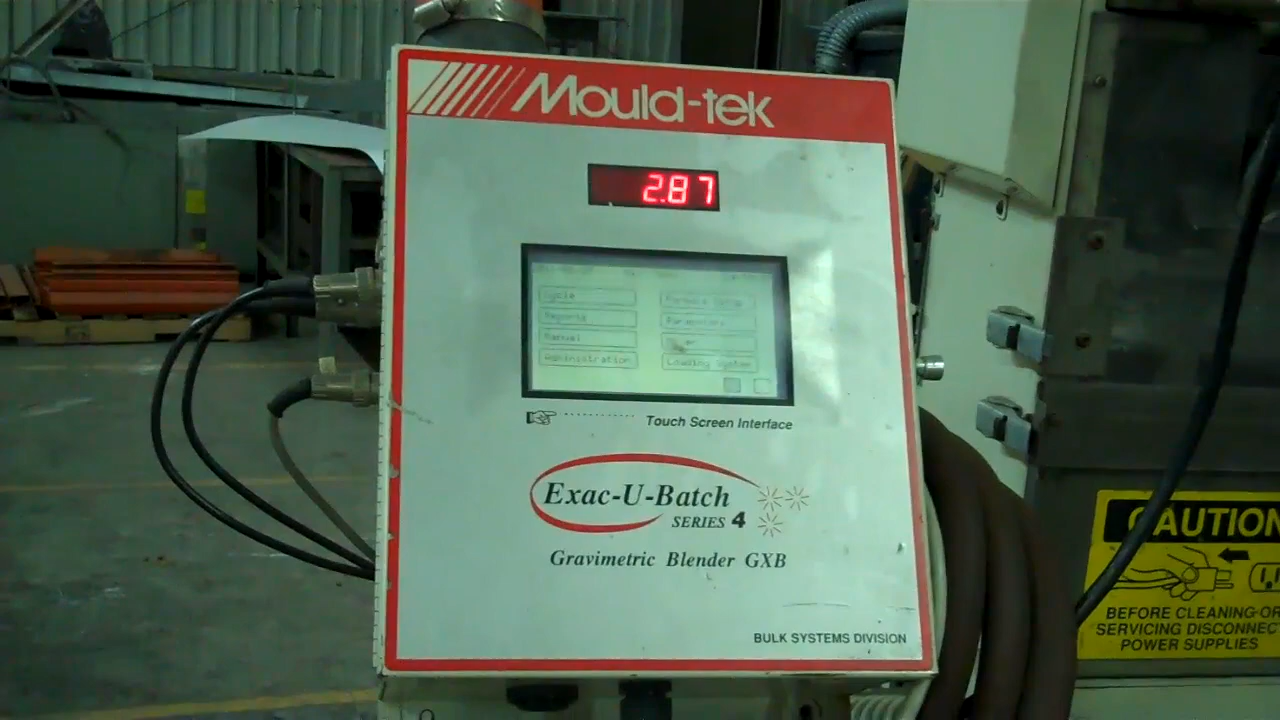 Mould-tek
2.87
Cycle
Reports
Manual
Administration
Parameters
Loading System
Touch Screen Interface
Exac-U-Batch
SERIES 4
Gravimetric Blender GXB
BULK SYSTEMS DIVISION
CAUTION
BEFORE CLEANING OR
SERVICING DISCONNECT
POWER SUPPLIES